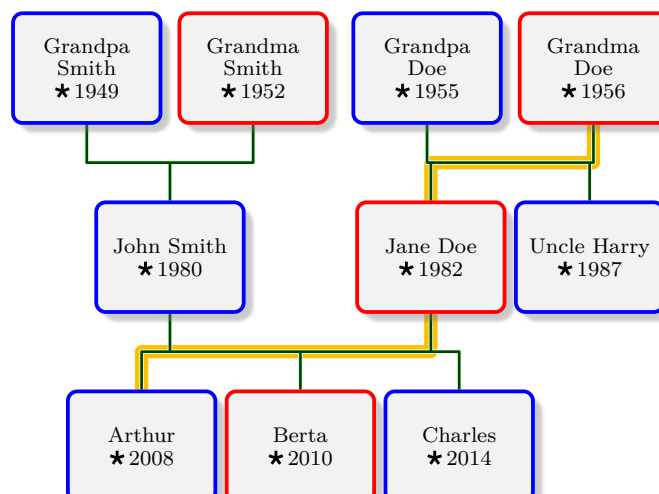 Grandpa
Smith
★ 1949
Grandma
Smith
★ 1952
Grandpa
Doe
★ 1955
Grandma
Doe
★ 1956
John Smith
★ 1980
Jane Doe
★ 1982
Uncle Harry
★ 1987
Arthur
★ 2008
Berta
★ 2010
Charles
★ 2014